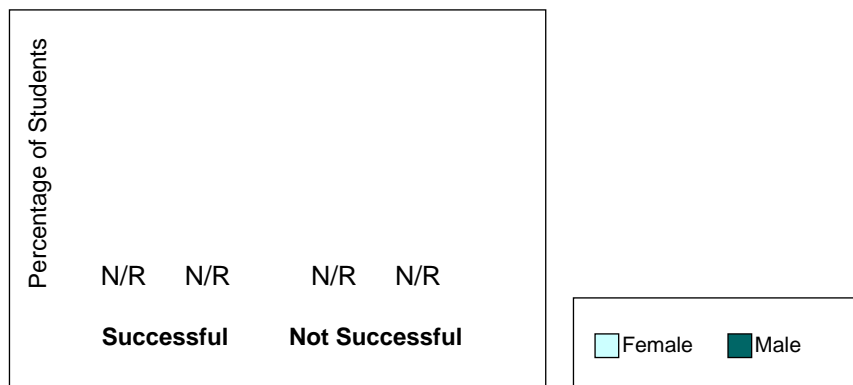 Percentage of Students
N/R N/R N/R N/R
Successful Not Successful
Female Male